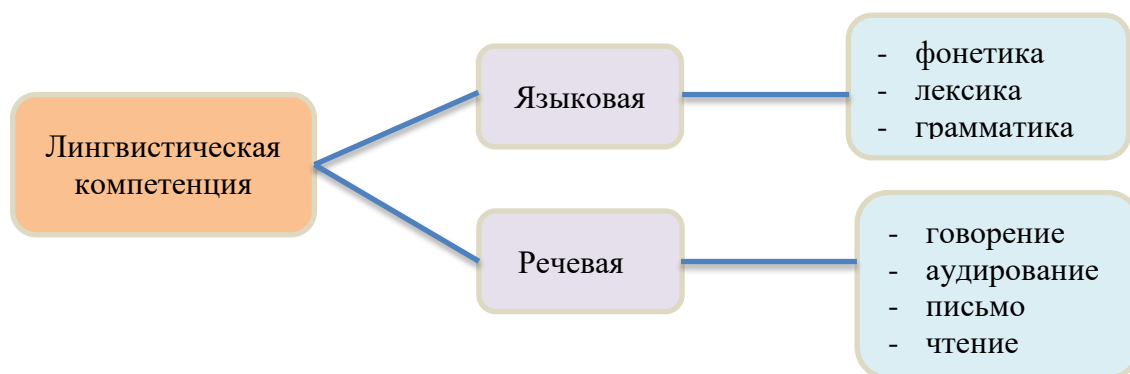 Лингвистическая
компетенция
Языковая
- фонетика
- лексика
- грамматика
Речевая
- говорение
- аудирование
- письмо
- чтение